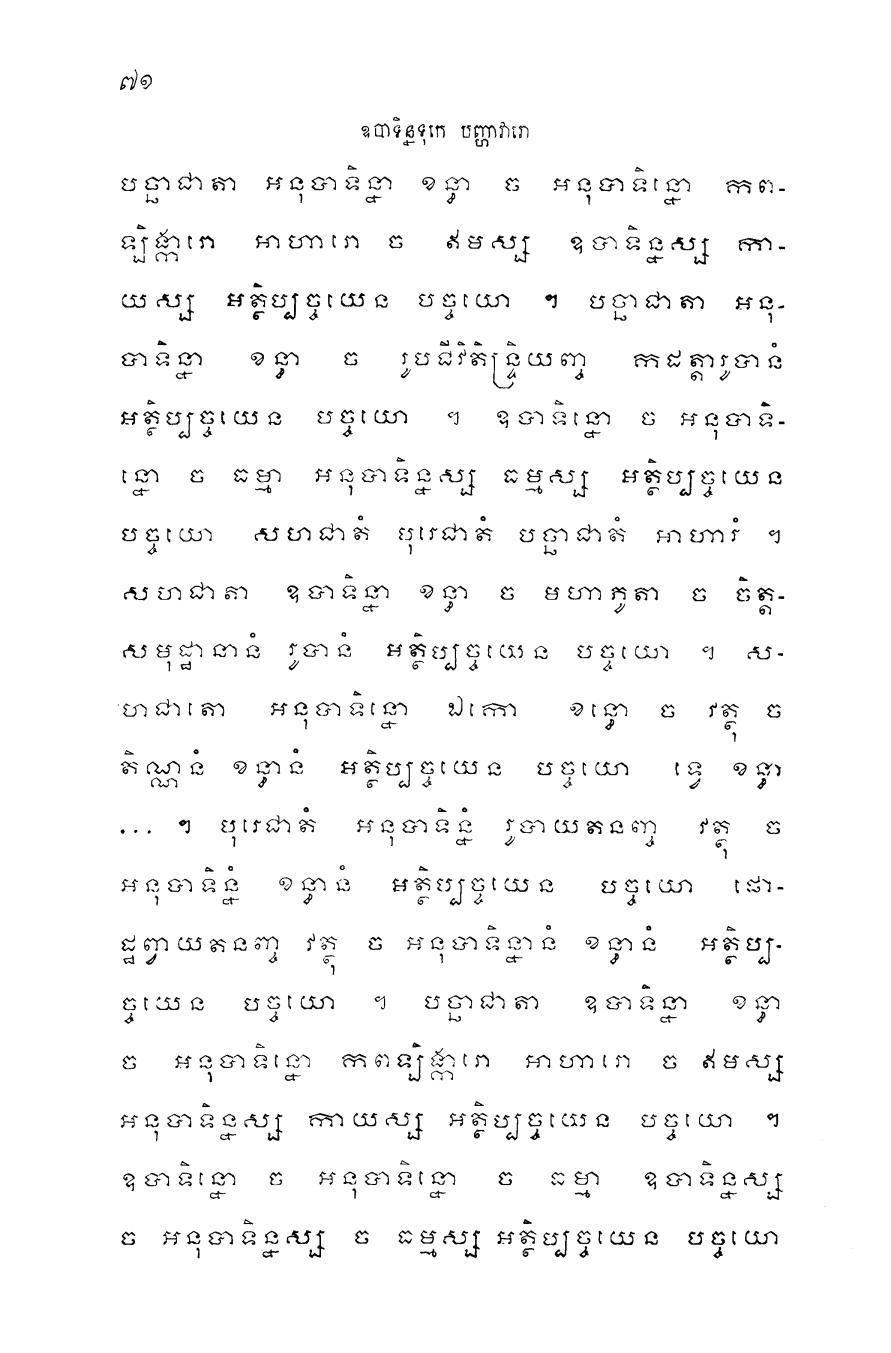 ៧១
ឧបាទិន្នទុកេ បញ្ហាវារោ
បច្ឆាជាតា អនុបាទិន្នា ខន្ធា ច អនុបាទិន្នោ កព-
ឡិង្ការោ អាហារោ ច ឥមស្ស ឧបាទិន្នស្ស កា-
យស្ស អត្ថិប្បច្ចយេន បច្ចយោ ។ បច្ឆាជាតា អនុ-
បាទិន្នា ខន្ធា ច រូបជីវិតិន្ទ្រិយញ្ច កដត្តារូបានំ
អត្ថិប្បច្ចយេន បច្ចយោ ។ ឧបាទិន្នោ ច អនុបាទិ-
ន្នោ ច ធម្មា អនុបាទិន្នស្ស ធម្មស្ស អត្ថិប្បច្ចយេន
បច្ចយោ សហជាតំ បុរេជាតំ បច្ឆាជាតំ អាហារំ ។
សហជាតា ឧបាទិន្នា ខន្ធា ច មហាភូតា ច ចិត្ត-
សមុដ្ឋានានំ រូបានំ អត្ថិប្បច្ចយេន បច្ចយោ ។ ស-
ហជាតោ អនុបាទិន្នោ ឯកោ ខន្ធោ ច វត្ថុ ច
តិណ្ណនំ ខន្ធានំ អត្ថិប្បច្ចយេន បច្ចយោ ទ្វេ ខន្ធា
... ។ បុរេជាតំ អនុបាទិន្នំ រូបាយតនញ្ច វត្ថុ ច
អនុបាទិន្នំ ខន្ធានំ អត្ថិប្បច្ចយេន បច្ចយោ ផោ-
ដ្ឋព្វាយតនញ្ច វត្ថុ ច អនុបាទិន្នានំ ខន្ធានំ អត្ថិប្ប-
ច្ចយេន បច្ចយោ ។ បច្ឆាជាតា ឧបាទិន្នា ខន្ធា
ច អនុបាទិន្នោ កពឡិង្ការោ អាហារោ ច ឥមស្ស
អនុបាទិន្នស្ស កាយស្ស អត្ថិប្បច្ចយេន បច្ចយោ ។
ឧបាទិន្នោ ច អនុបាទិន្នោ ច ធម្មា ឧបាទិន្នស្ស
ច អនុបាទិន្នស្ស ច ធម្មស្ស អត្ថិប្បច្ចយេន បច្ចយោ